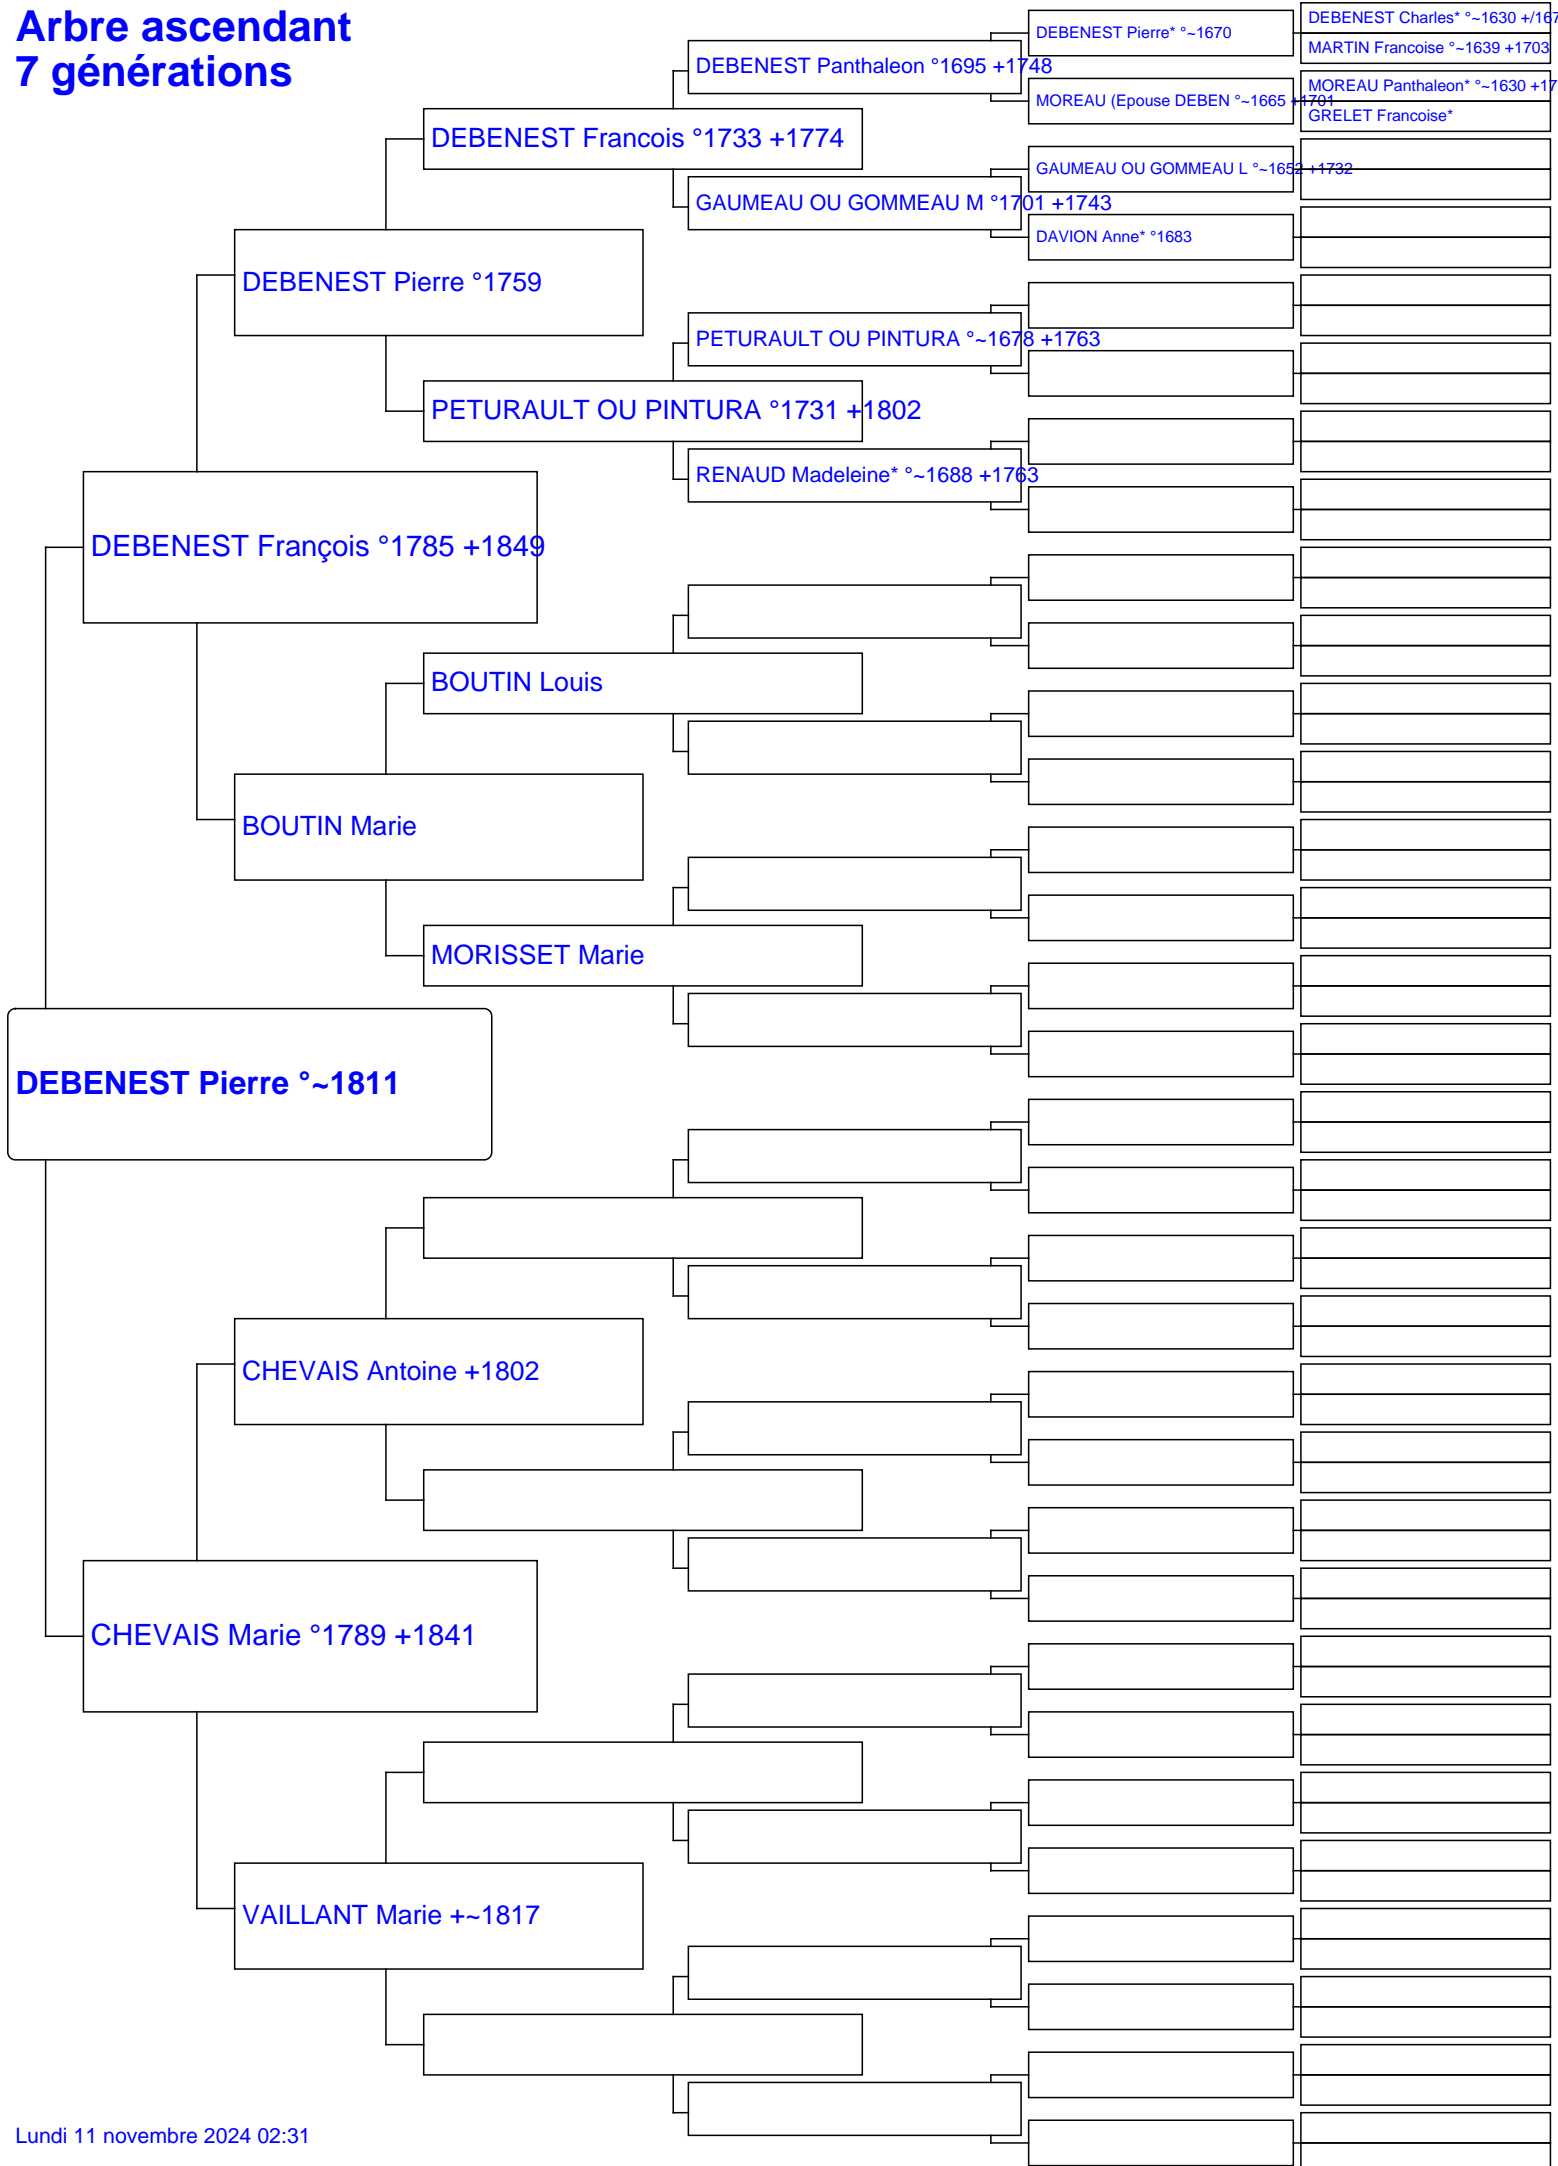 Arbre ascendant
7 générations
DEBENEST Charles* °~1630 +/167
DEBENEST Pierre* °~1670
MARTIN Francoise °~1639 +1703
DEBENEST Panthaleon °1695 +1748
MOREAU Panthaleon* °~1630 +17
MOREAU (Epouse DEBEN °~1665 +1701
GRELET Francoise*
DEBENEST Francois °1733 +1774
GAUMEAU OU GOMMEAU L °~1652 +1732
GAUMEAU OU GOMMEAU M °1701 +1743
DAVION Anne* °1683
DEBENEST Pierre °1759
PETURAULT OU PINTURA °~1678 +1763
PETURAULT OU PINTURA °1731 +1802
RENAUD Madeleine* °~1688 +1763
DEBENEST François °1785 +1849
BOUTIN Louis
BOUTIN Marie
MORISSET Marie
DEBENEST Pierre °~1811
CHEVAIS Antoine +1802
CHEVAIS Marie °1789 +1841
VAILLANT Marie +~1817
Lundi 11 novembre 2024 02:31